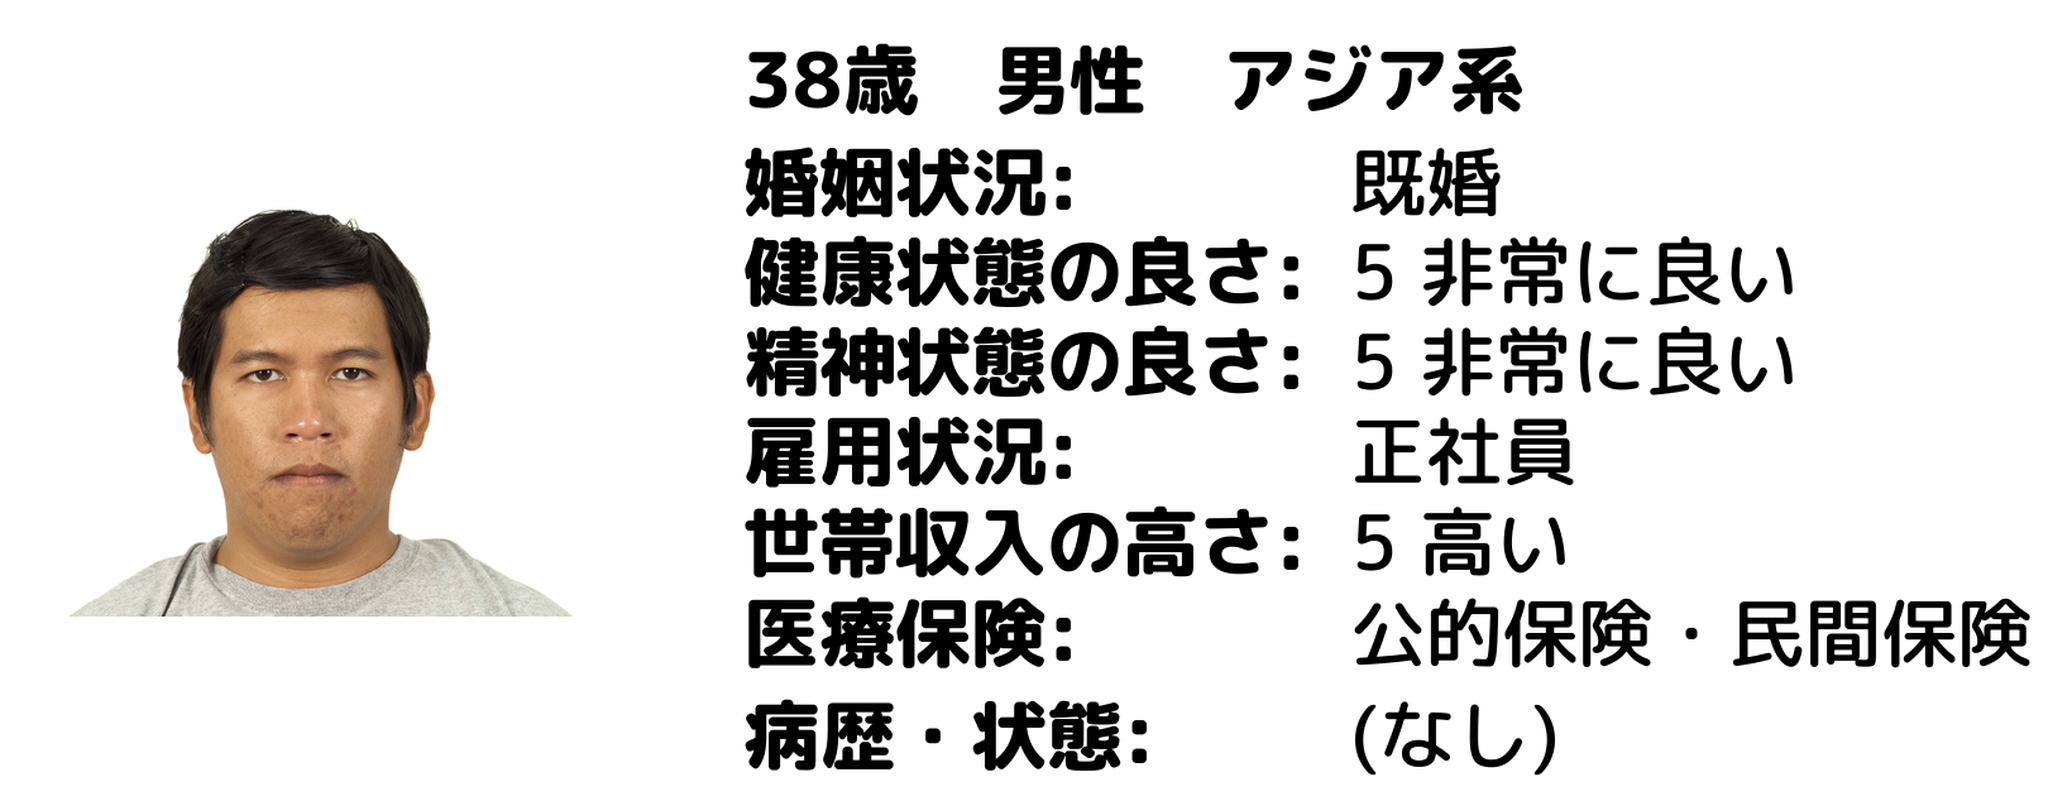 38歳　男性　アジア系
婚姻状況: 既婚
健康状態の良さ: 5 非常に良い
精神状態の良さ: 5 非常に良い
雇用状況: 正社員
世帯収入の高さ: 5 高い
医療保険: 公的保険・民間保険
病歴・状態: (なし)